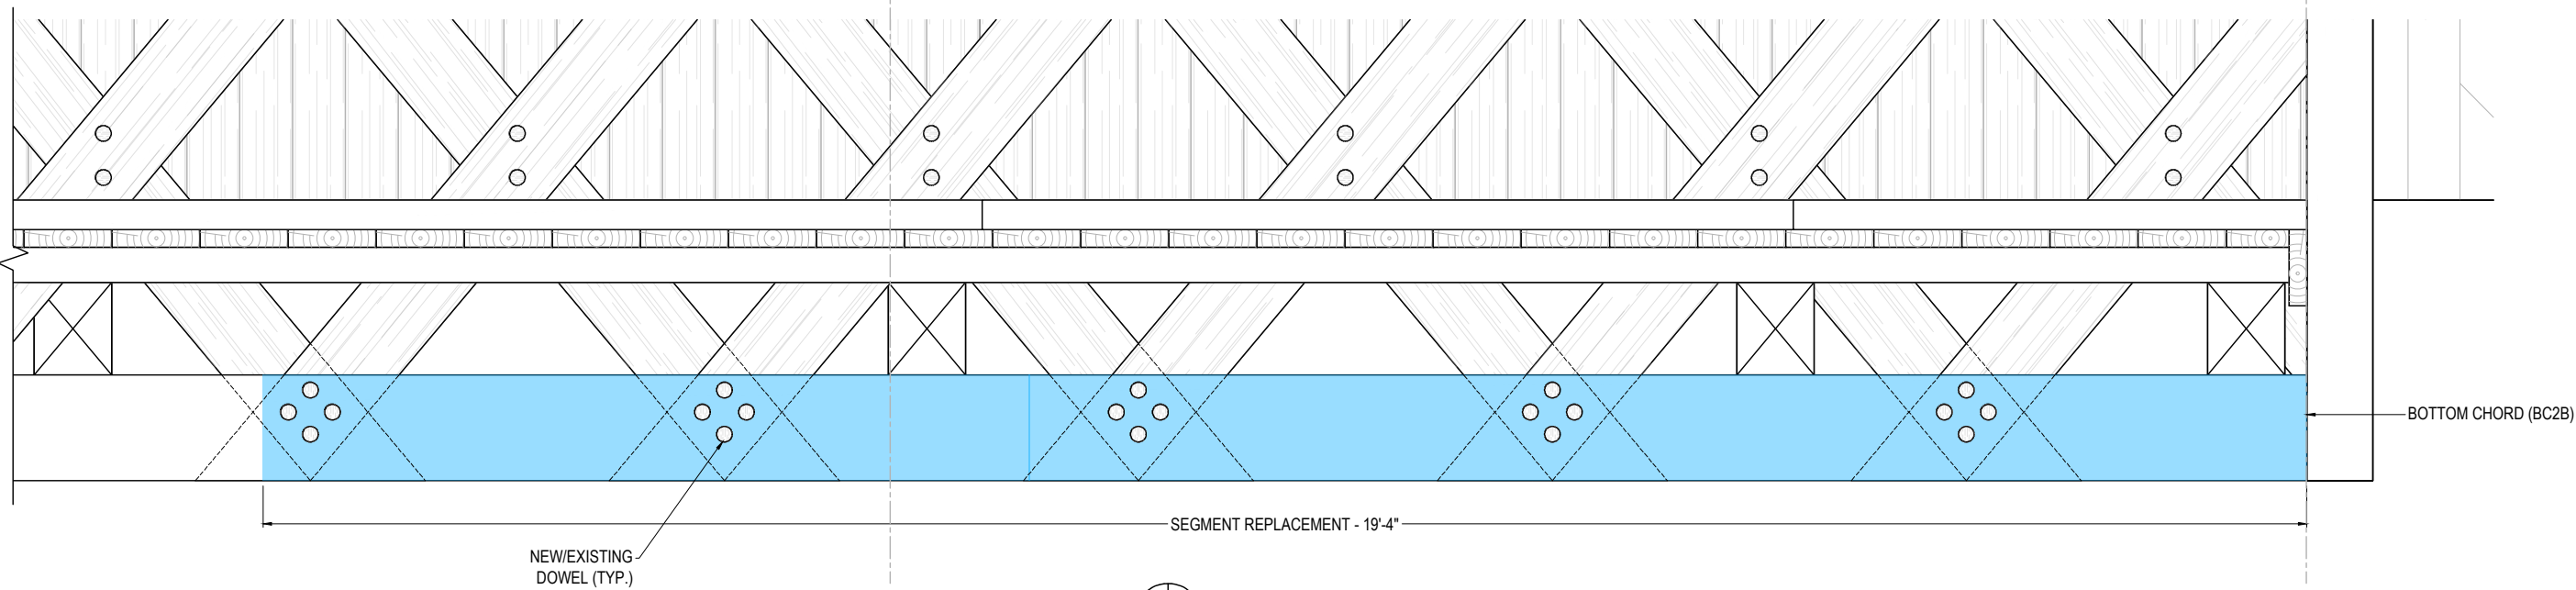 BOTTOM CHORD (BC2B)
SEGMENT REPLACEMENT - 19'-4"
NEW/EXISTING
DOWEL (TYP.)